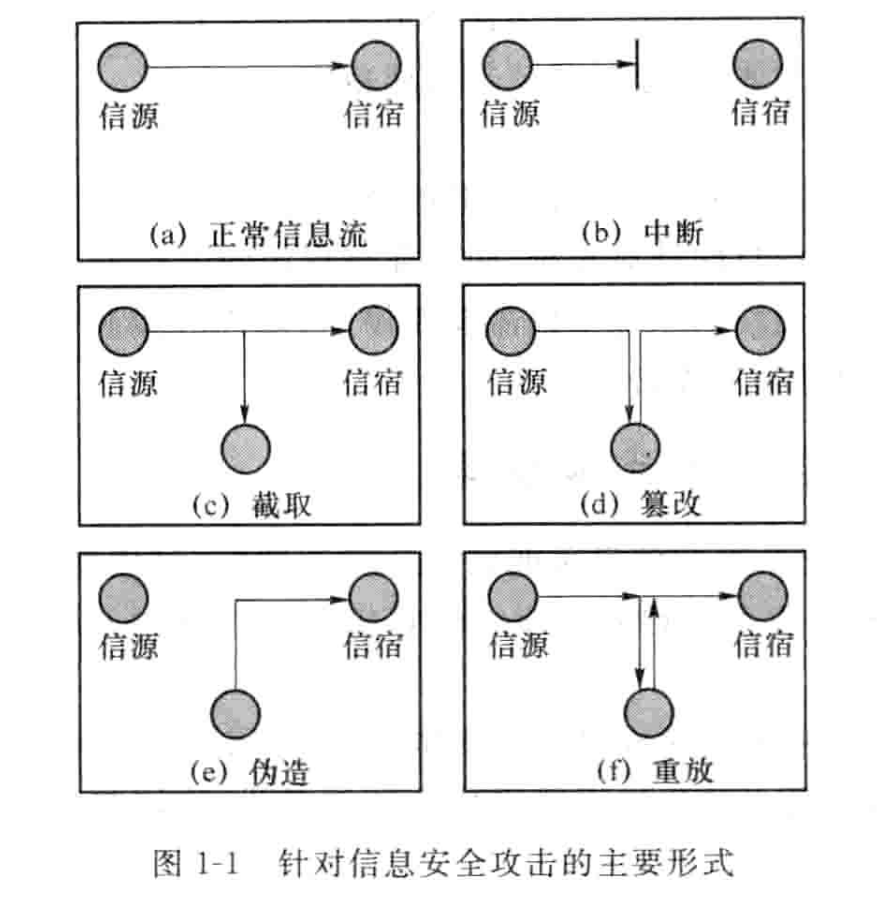 信源 信宿
(a) 正常信息流
信源 信宿
(b) 中断
信源 信宿
(c) 截取
信源 信宿
(d) 篡改
信源 信宿
(e) 伪造
信源 信宿
(f) 重放
图 1-1 针对信息安全攻击的主要形式